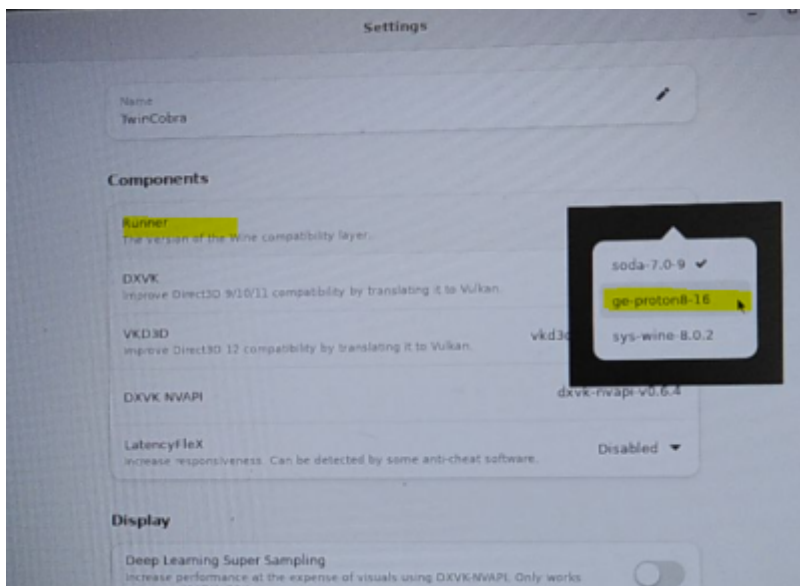 Settings
Name
TwinCobra
Components
Runner
The version of the Wine compatibility layer.
soda-7.0-9
ge-proton8-16
sys-wine-8.0.2
DXVK
Improve Direct3D 9/10/11 compatibility by translating it to Vulkan.
VKD3D
Improve Direct3D 12 compatibility by translating it to Vulkan.
DXVK NVAPI
dxvk-nvapi-v0.6.4
LatencyFleX
Increase responsiveness. Can be detected by some anti-cheat software.
Disabled
Display
Deep Learning Super Sampling
Increase performance at the expense of visuals using DXVK-NVAPI. Only works